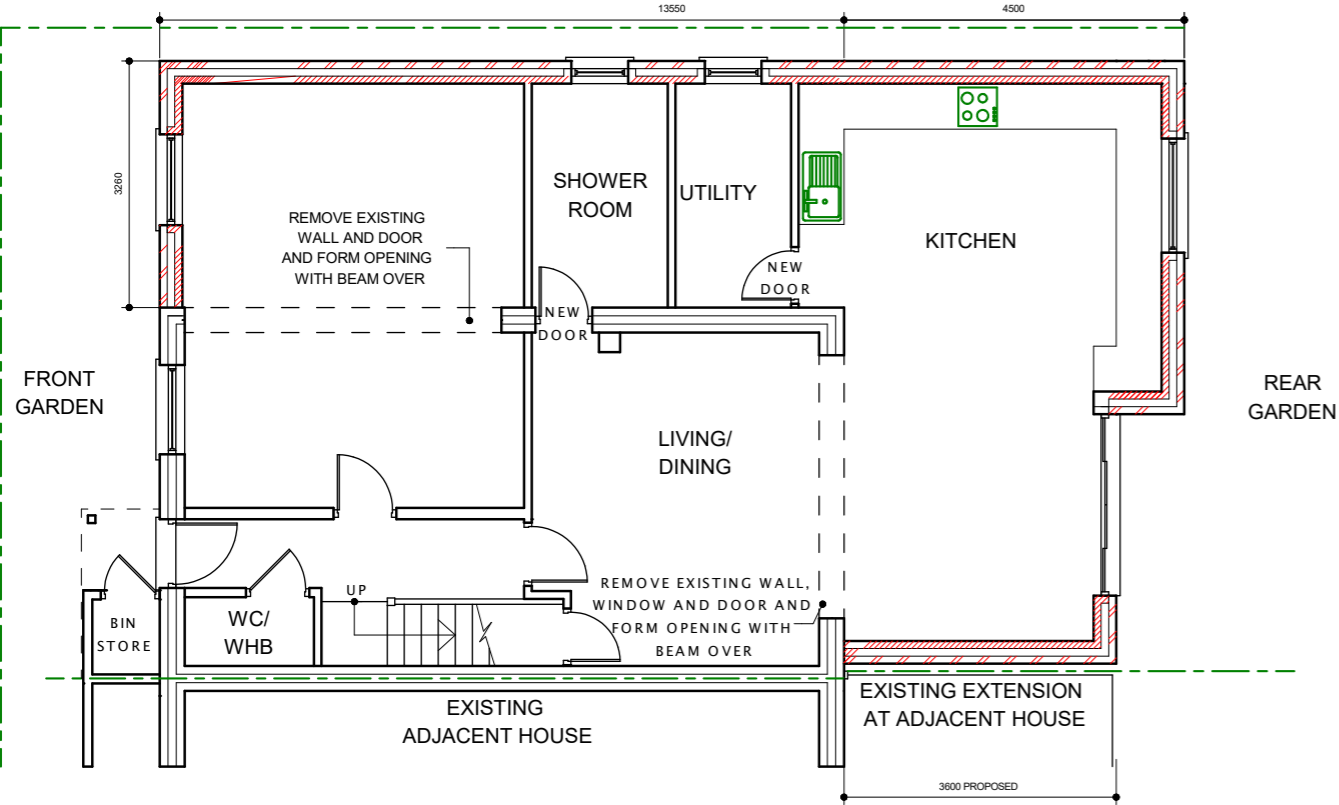 13550
4500
3260
REMOVE EXISTING
WALL AND DOOR
AND FORM OPENING
WITH BEAM OVER
SHOWER
ROOM
UTILITY
KITCHEN
NEW
DOOR
NEW
DOOR
FRONT
GARDEN
REAR
GARDEN
LIVING/
DINING
UP
REMOVE EXISTING WALL,
WINDOW AND DOOR AND
FORM OPENING WITH
BEAM OVER
BIN
STORE
WC/
WHB
EXISTING
ADJACENT HOUSE
EXISTING EXTENSION
AT ADJACENT HOUSE
3600 PROPOSED